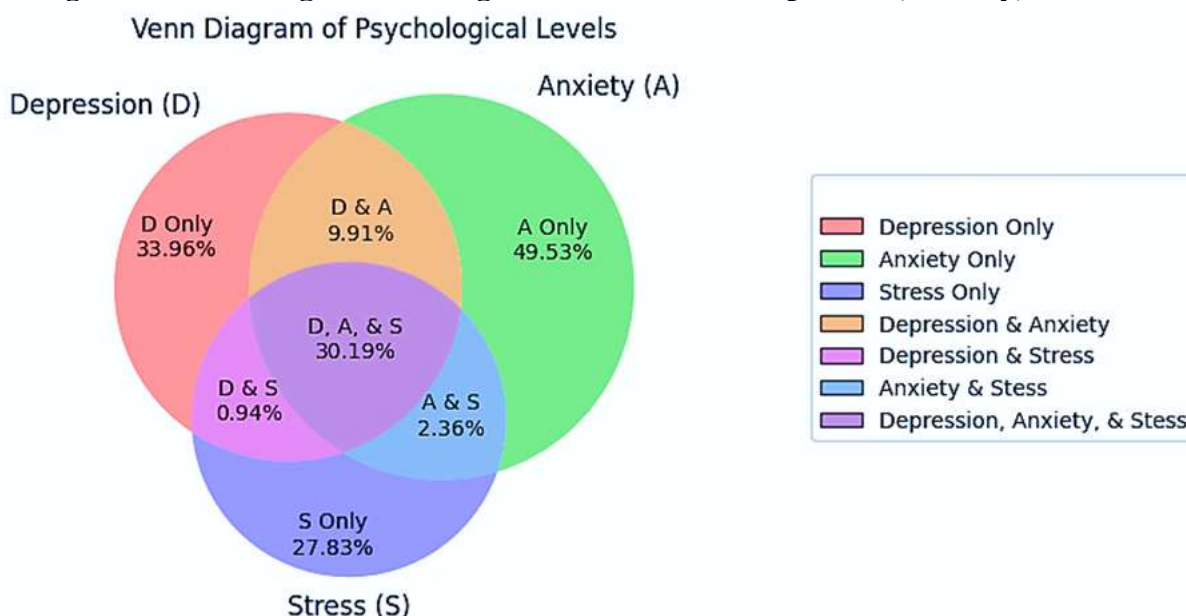 Venn Diagram of Psychological Levels
Depression (D)
Anxiety (A)
D Only
33.96%
D & A
9.91%
A Only
49.53%
D, A, & S
30.19%
D & S
0.94%
A & S
2.36%
S Only
27.83%
Stress (S)
Depression Only
Anxiety Only
Stress Only
Depression & Anxiety
Depression & Stress
Anxiety & Stess
Depression, Anxiety, & Stess